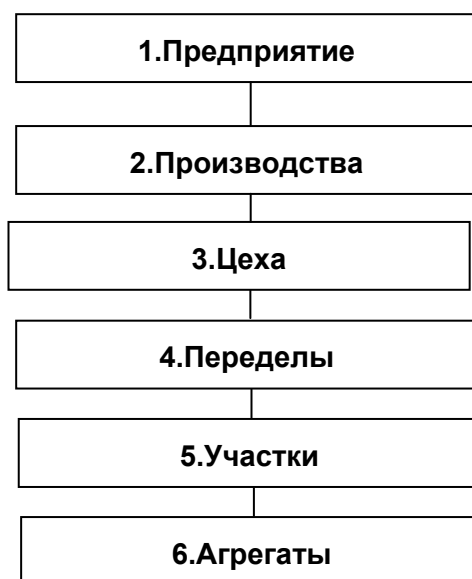 1.Предприятие
2.Производства
3.Цеха
4.Переделы
5.Участки
6.Агрегаты